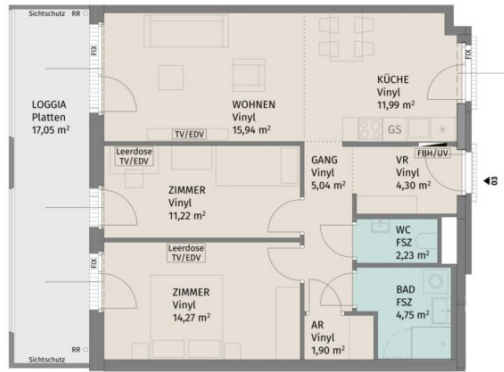 Sichtschutz RR
FIX
FIX
LOGGIA
Platten
17,05 m²
WOHNEN
Vinyl
15,94 m²
KÜCHE
Vinyl
11,99 m²
TV/EDV
GS
FBH/UV
Leerdose
TV/EDV
ZIMMER
Vinyl
11,22 m²
GANG
Vinyl
5,04 m²
VR
Vinyl
4,30 m²
03
WC
FSZ
2,23 m²
Leerdose
TV/EDV
FIX
ZIMMER
Vinyl
14,27 m²
BAD
FSZ
4,75 m²
AR
Vinyl
1,90 m²
RR
Sichtschutz